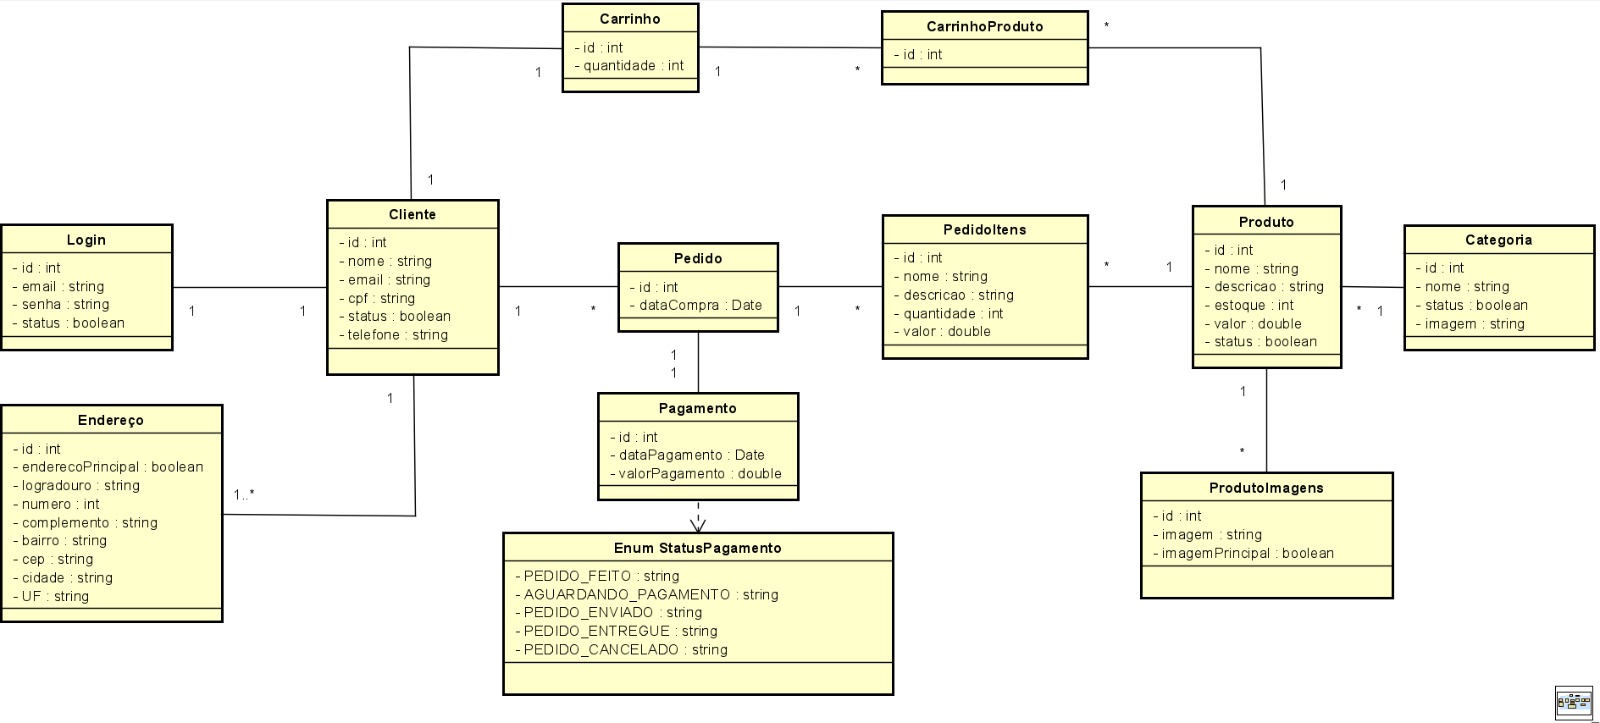 Carrinho
- id : int
- quantidade : int
1
1
1
CarrinhoProduto
- id : int
*
*
1
Login
- id : int
- email : string
- senha : string
- status : boolean
1
1
Cliente
- id : int
- nome : string
- email : string
- cpf : string
- status : boolean
- telefone : string
1
*
1
1..*
Pedido
- id : int
- dataCompra : Date
1
*
1
1
PedidoItens
- id : int
- nome : string
- descricao : string
- quantidade : int
- valor : double
*
1
Produto
- id : int
- nome : string
- descricao : string
- estoque : int
- valor : double
- status : boolean
*
1
1
*
Categoria
- id : int
- nome : string
- status : boolean
- imagem : string
Endereço
- id : int
- enderecoPrincipal : boolean
- logradouro : string
- numero : int
- complemento : string
- bairro : string
- cep : string
- cidade : string
- UF : string
Pagamento
- id : int
- dataPagamento : Date
- valorPagamento : double
Enum StatusPagamento
- PEDIDO_FEITO : string
- AGUARDANDO_PAGAMENTO : string
- PEDIDO_ENVIADO : string
- PEDIDO_ENTREGUE : string
- PEDIDO_CANCELADO : string
ProdutoImagens
- id : int
- imagem : string
- imagemPrincipal : boolean